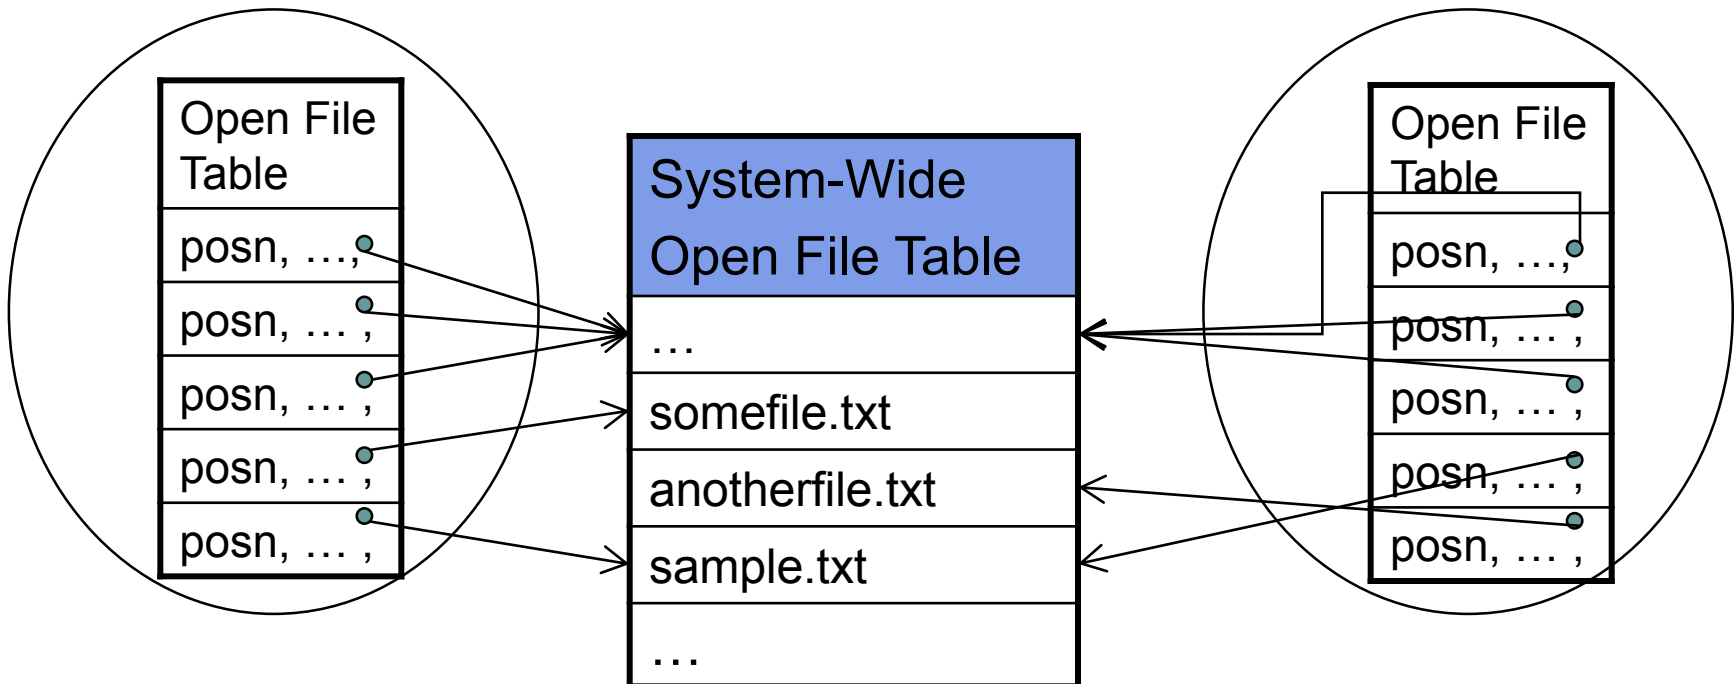 Open File
Table
posn, …,
posn, … ,
posn, … ,
posn, … ,
posn, … ,
System-Wide
Open File Table
…
somefile.txt
anotherfile.txt
sample.txt
…
Open File
Table
posn, …,
posn, … ,
posn, … ,
posn, … ,
posn, … ,